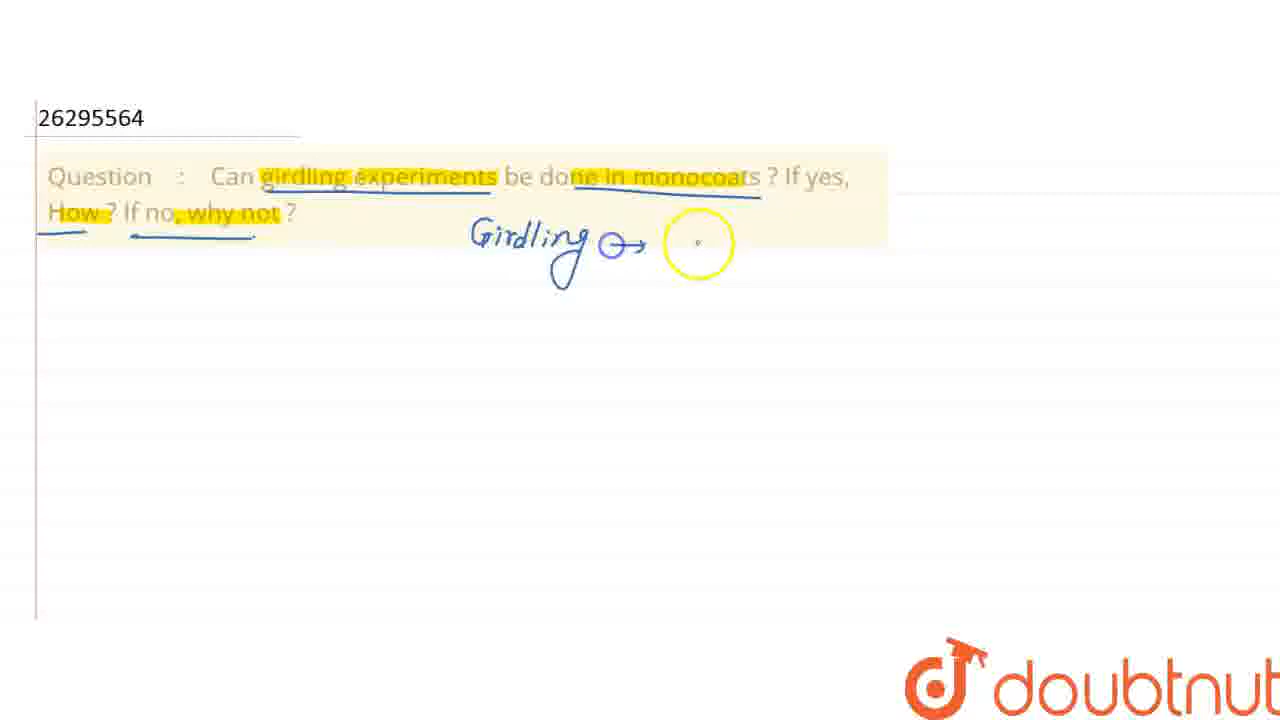 26295564
Question : Can girdling experiments be done in monocoats ? If yes,
How ? If no, why not ?
Girdling →
doubtnut